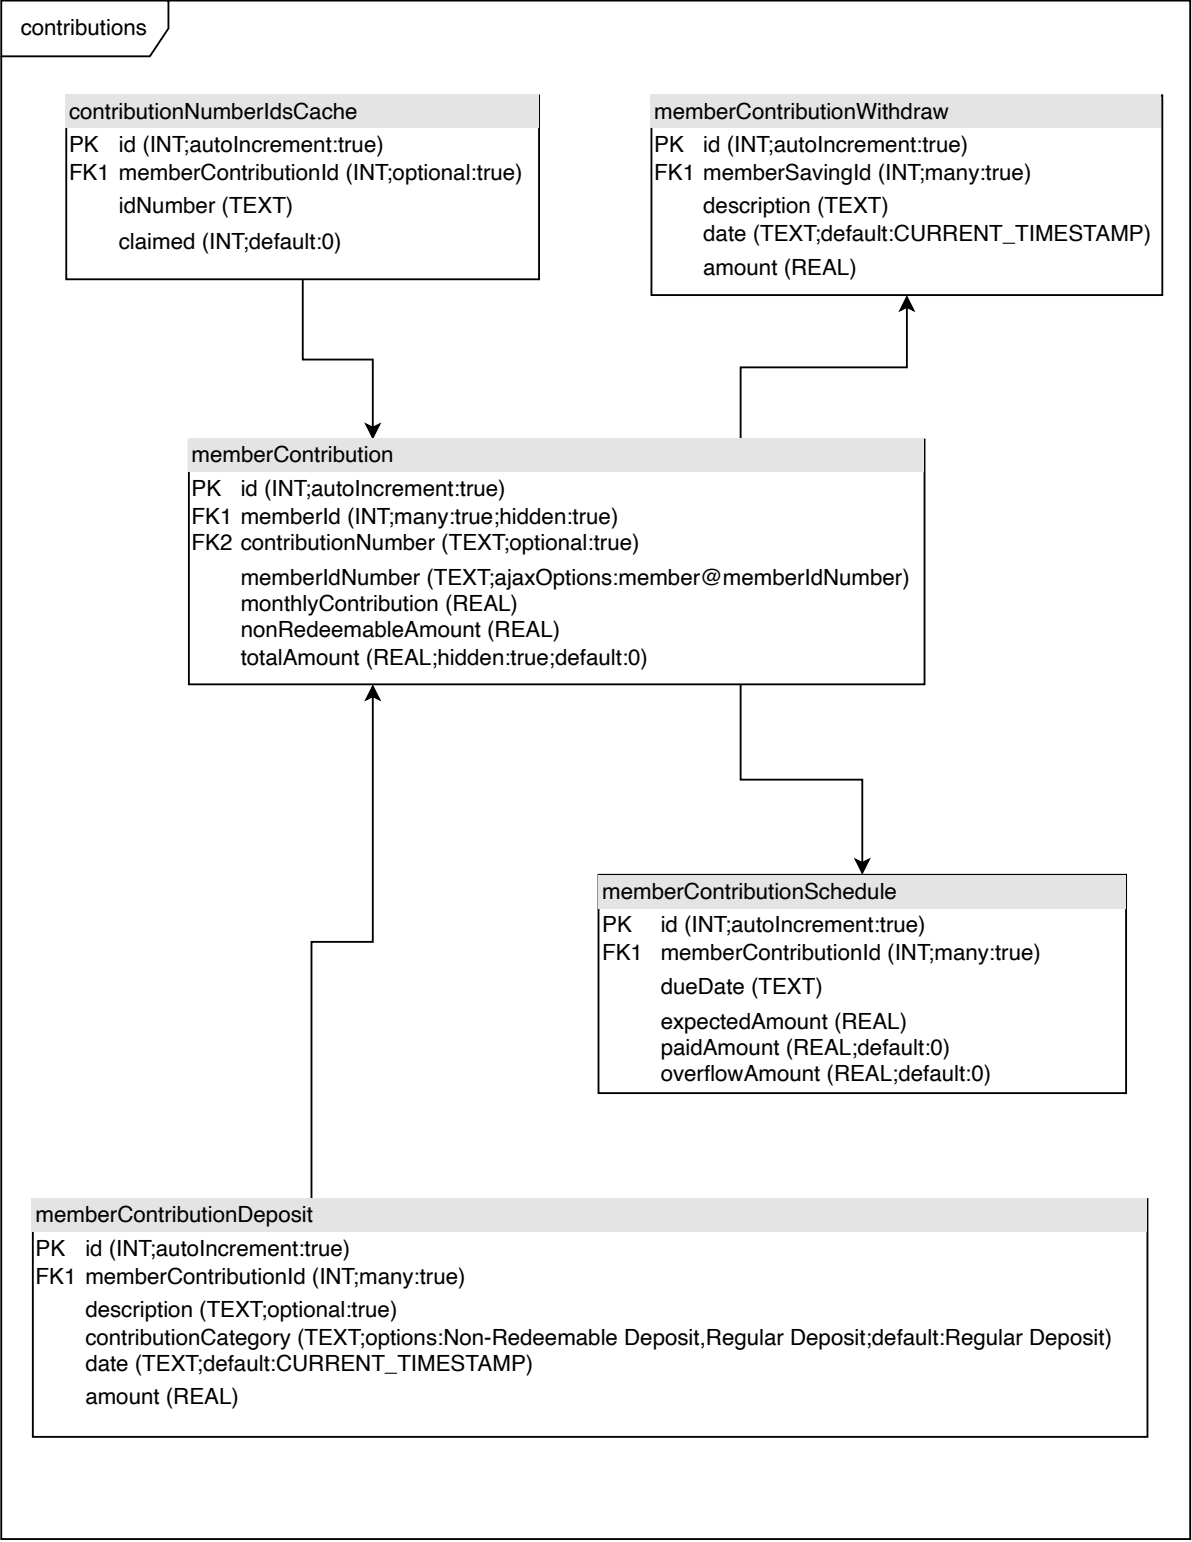 contributions
contributionNumberIdsCache
PK id (INT;autoIncrement:true)
FK1 memberContributionId (INT;optional:true)
idNumber (TEXT)
claimed (INT;default:0)
memberContributionWithdraw
PK id (INT;autoIncrement:true)
FK1 memberSavingId (INT;many:true)
description (TEXT)
date (TEXT;default:CURRENT_TIMESTAMP)
amount (REAL)
memberContribution
PK id (INT;autoIncrement:true)
FK1 memberId (INT;many:true;hidden:true)
FK2 contributionNumber (TEXT;optional:true)
memberIdNumber (TEXT;ajaxOptions:member@memberIdNumber)
monthlyContribution (REAL)
nonRedeemableAmount (REAL)
totalAmount (REAL;hidden:true;default:0)
memberContributionSchedule
PK id (INT;autoIncrement:true)
FK1 memberContributionId (INT;many:true)
dueDate (TEXT)
expectedAmount (REAL)
paidAmount (REAL;default:0)
overflowAmount (REAL;default:0)
memberContributionDeposit
PK id (INT;autoIncrement:true)
FK1 memberContributionId (INT;many:true)
description (TEXT;optional:true)
contributionCategory (TEXT;options:Non-Redeemable Deposit,Regular Deposit;default:Regular Deposit)
date (TEXT;default:CURRENT_TIMESTAMP)
amount (REAL)